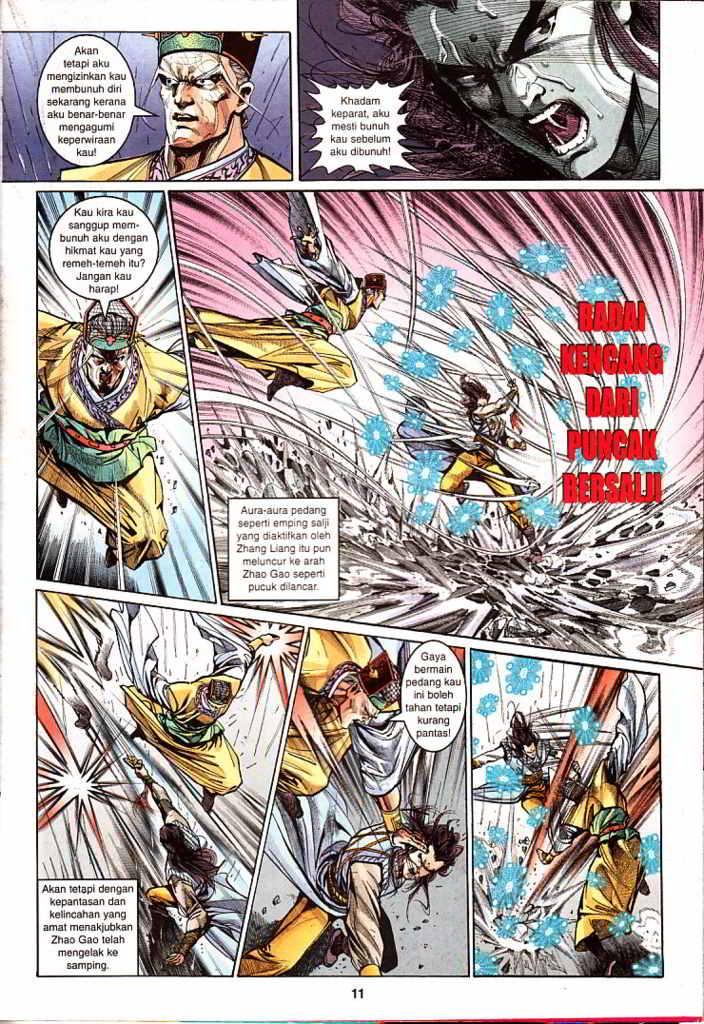 Akan
tetapi aku
mengizinkan kau
membunuh diri
sekarang kerana
aku benar-benar
mengagumi
keperwiraan
kau!
Khadam
keparat, aku
mesti bunuh
kau sebelum
aku dibunuh!
Kau kira kau
sanggup mem-
bunuh aku dengan
hikmat kau yang
remeh-temeh itu?
Jangan kau
harap!
BADAI
KENCANG
DARI
PUNCAK
BERSALJI
Aura-aura pedang
seperti emping salji
yang diaktifkan oleh
Zhang Liang itu pun
meluncur ke arah
Zhao Gao seperti
pucuk dilancar.
Akan tetapi dengan
kepantasan dan
kelincahan yang
amat menakjubkan
Zhao Gao telah
mengelak ke
samping.
Gaya
bermain
pedang kau
ini boleh
tahan tetapi
kurang
pantas!
11